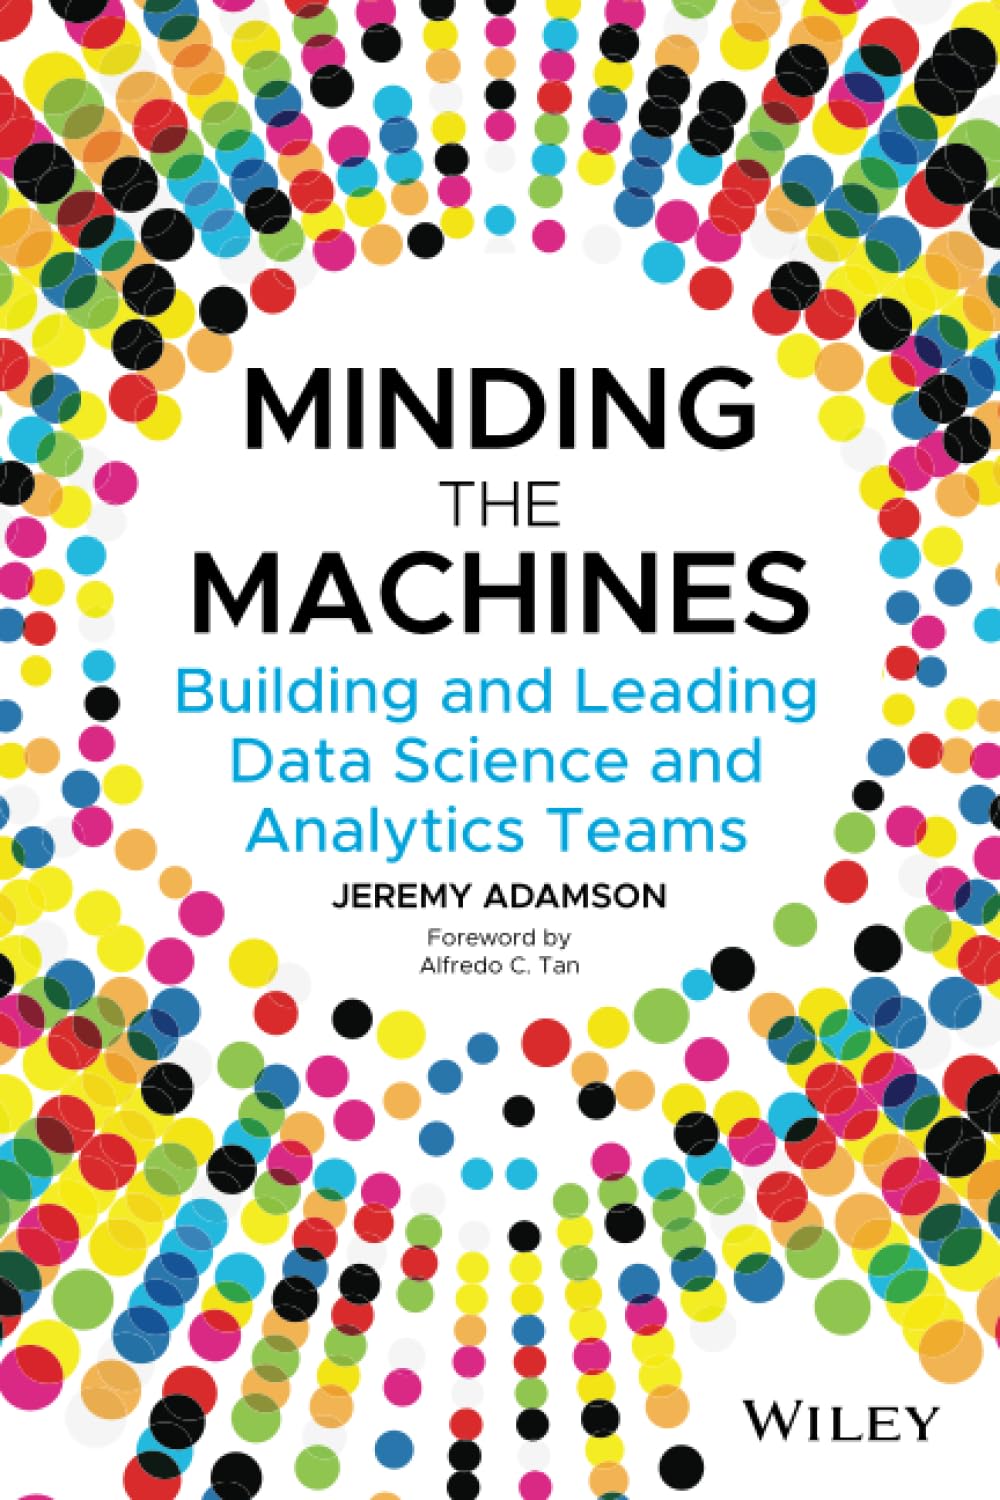 MINDING
THE
MACHINES
Building and Leading
Data Science and
Analytics Teams
JEREMY ADAMSON
Foreword by
Alfredo C. Tan
WILEY